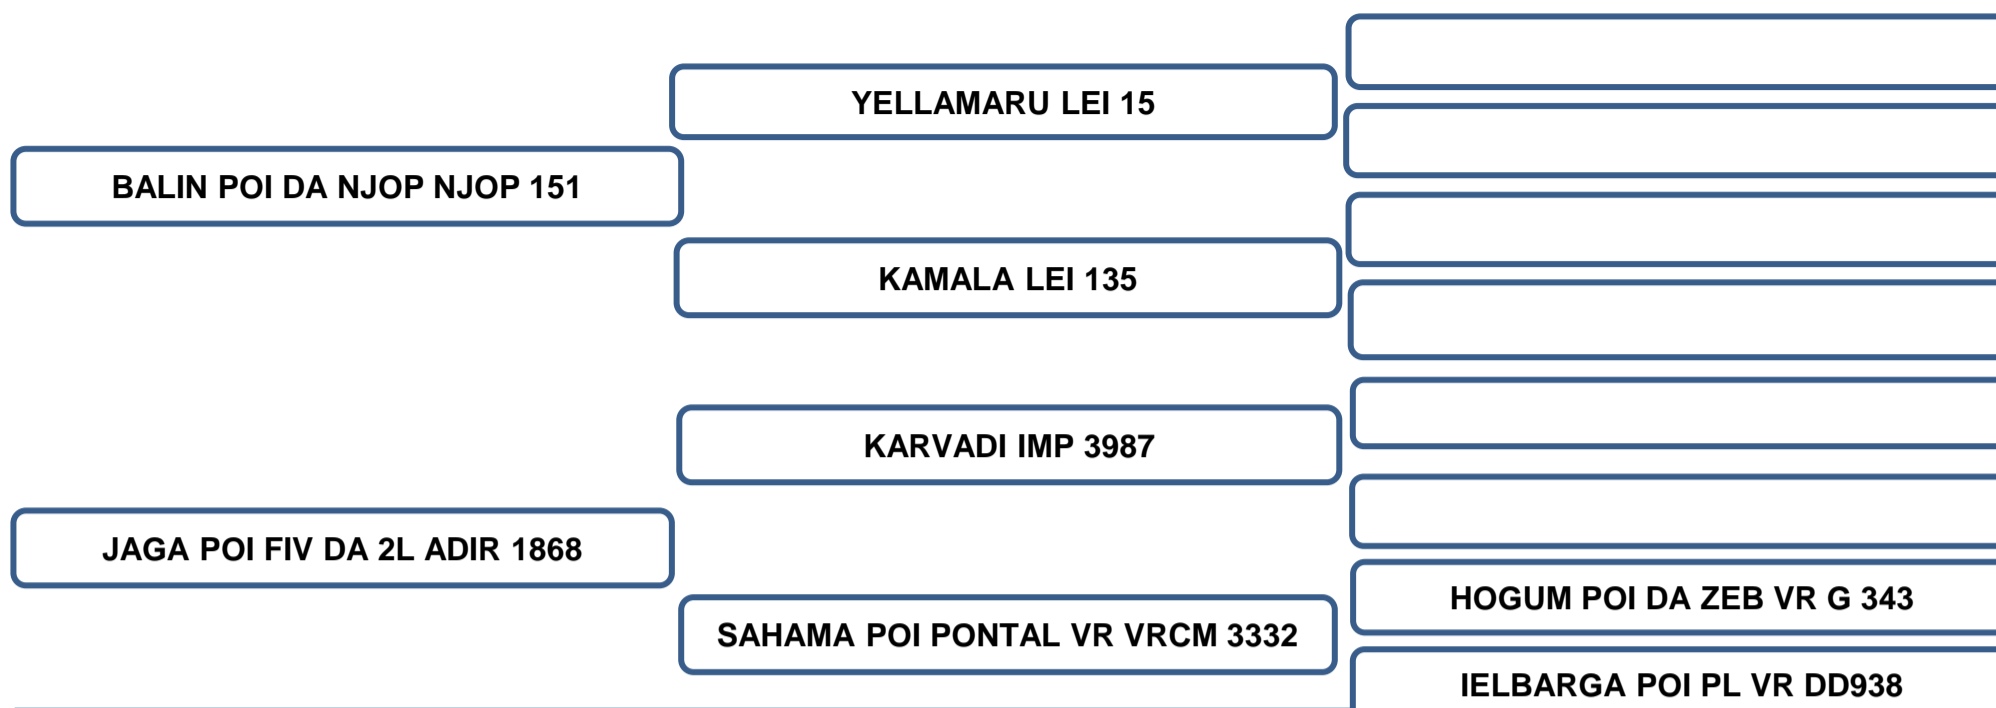 YELLAMARU LEI 15
BALIN POI DA NJOP NJOP 151
KAMALA LEI 135
KARVADI IMP 3987
JAGA POI FIV DA 2L ADIR 1868
HOGUM POI DA ZEB VR G 343
SAHAMA POI PONTAL VR VRCM 3332
IELBARGA POI PL VR DD938